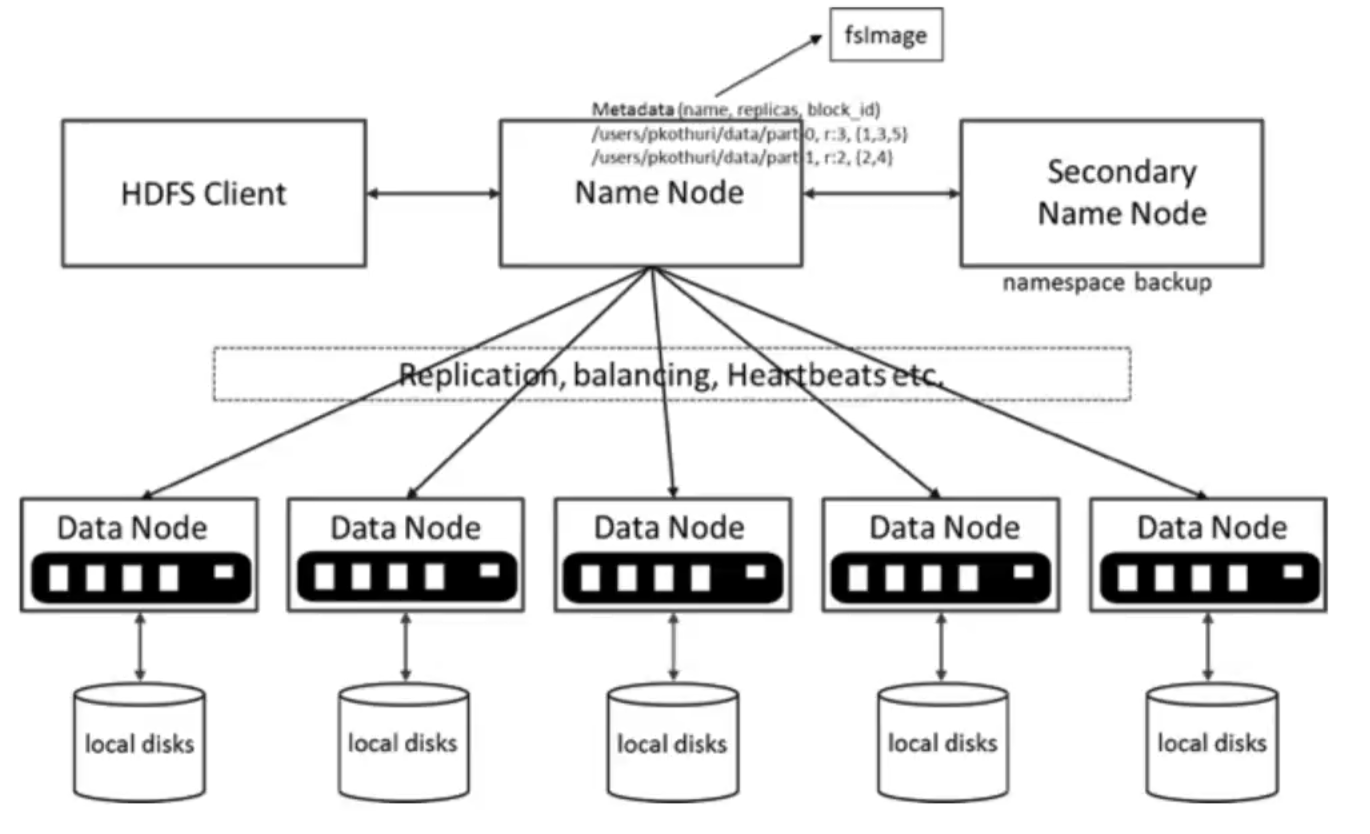 fsImage
Metadata (name, replicas, block_id)
/users/pkothuri/data/part-0, r:3, {1,3,5}
/users/pkothuri/data/part-1, r:2, {2,4}
HDFS Client
Name Node
Secondary
Name Node
namespace backup
Replication, balancing, Heartbeats etc.
Data Node
Data Node
Data Node
Data Node
Data Node
local disks
local disks
local disks
local disks
local disks